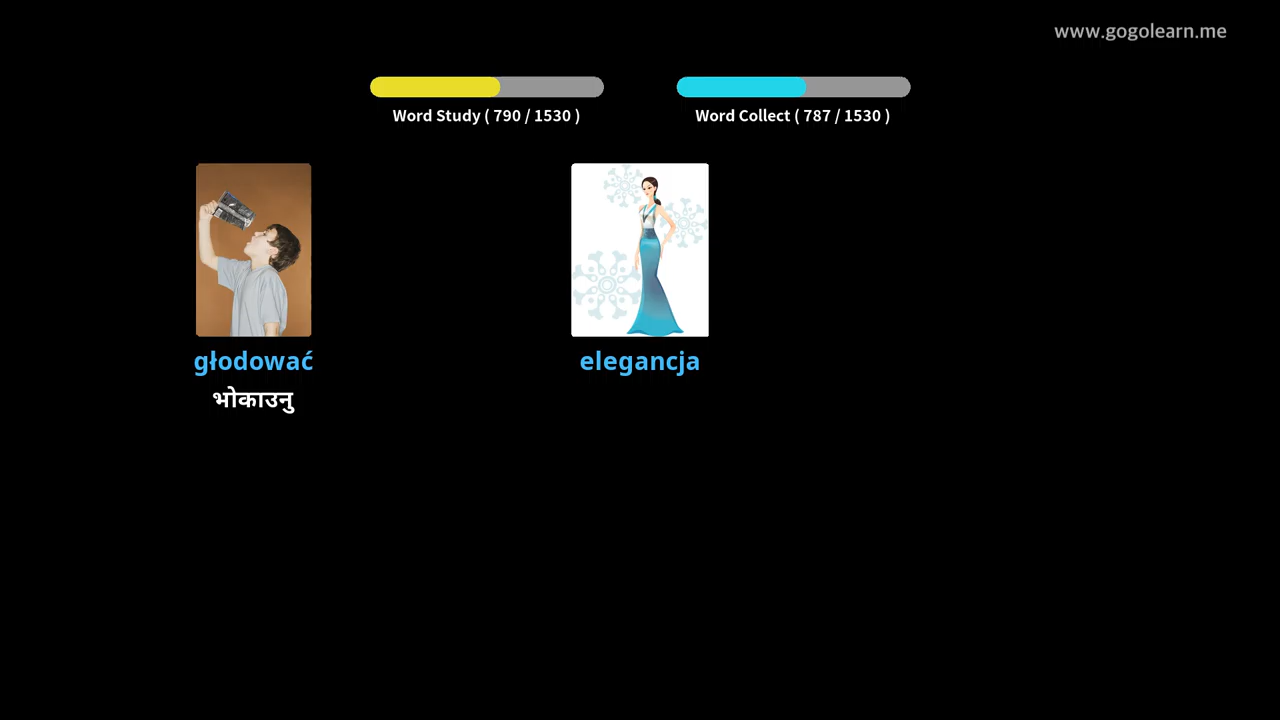 www.gogolearn.me
Word Study ( 790 / 1530 )
Word Collect ( 787 / 1530 )
głodować
भोकाउनु
elegancja